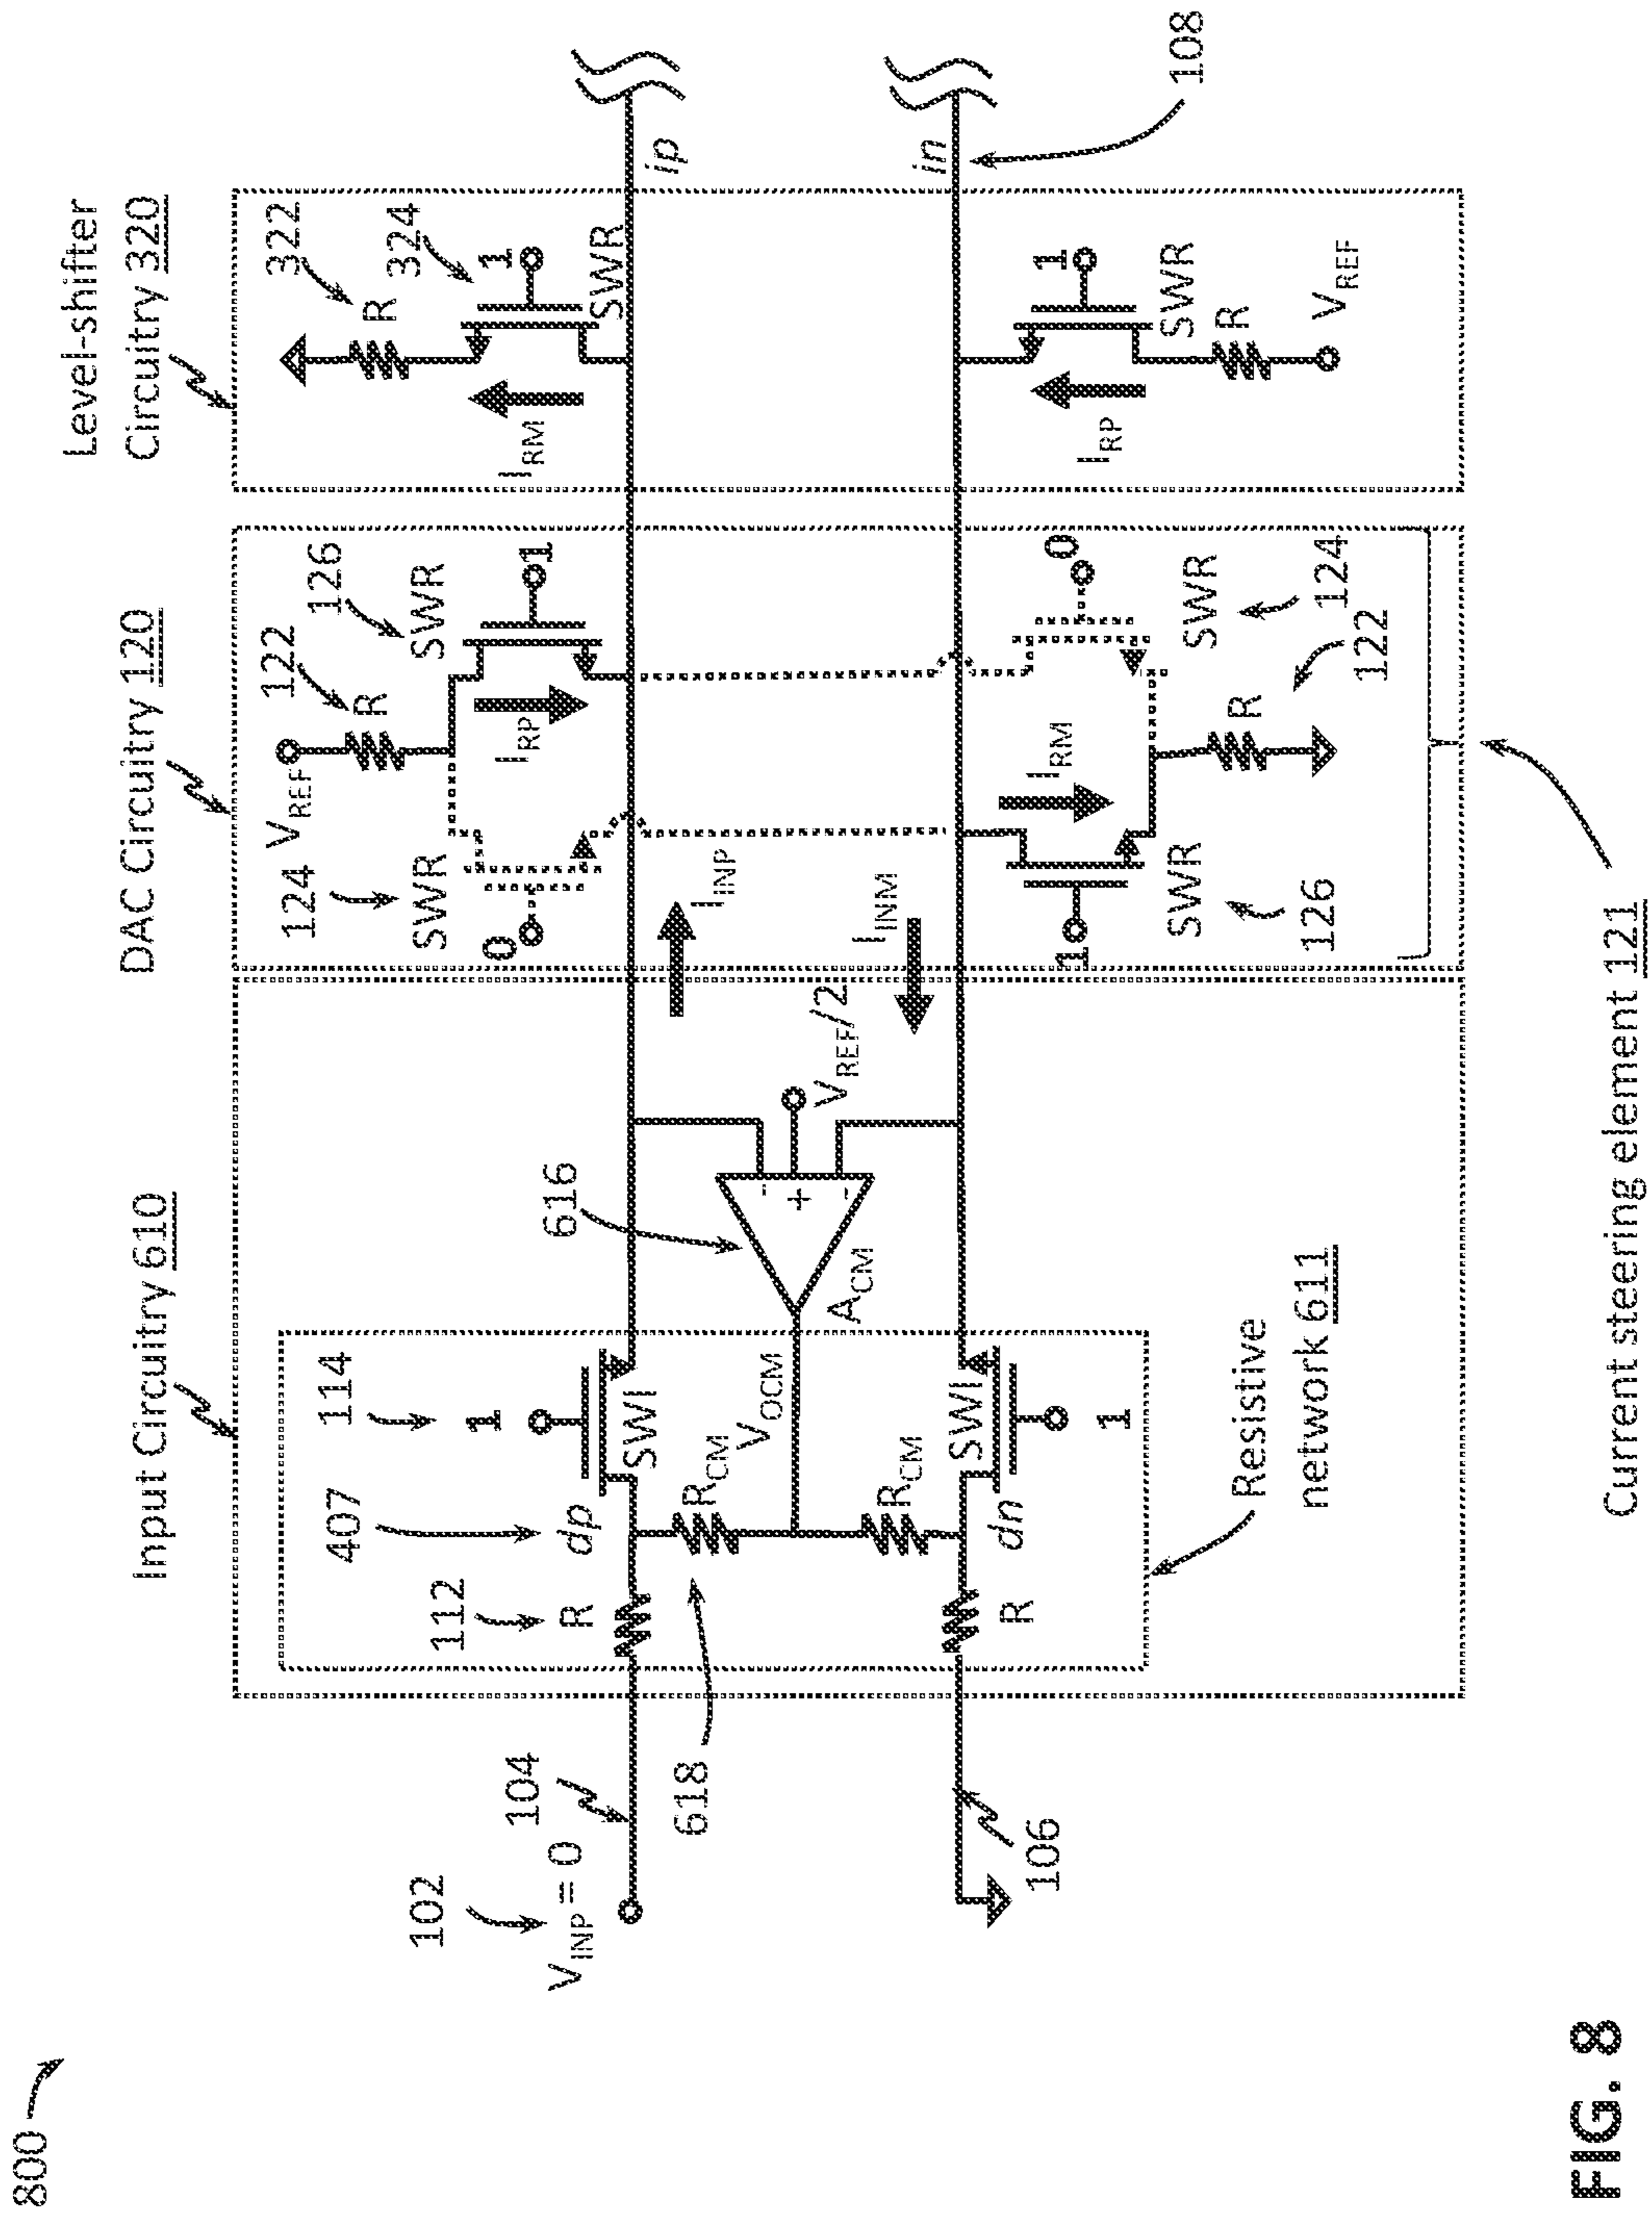 800
Input Circuitry 610
DAC Circuitry 120
Level-shifter
Circuitry 320
102
V_INP = 0
104
106
112
R
407
dp
114
1
SWI
R_CM
V_OCM
618
R_CM
R
dn
SWI
1
Resistive
network 611
616
A_CM
-
+
-
V_REF/2
I_INP
I_INM
124
SWR
0
V_REF
122
R
126
SWR
1
I_RP
I_RM
1
SWR
126
0
SWR
124
R
122
Current steering element 121
322
R
324
1
SWR
I_RM
ip
in
108
1
SWR
I_RP
R
V_REF
FIG. 8